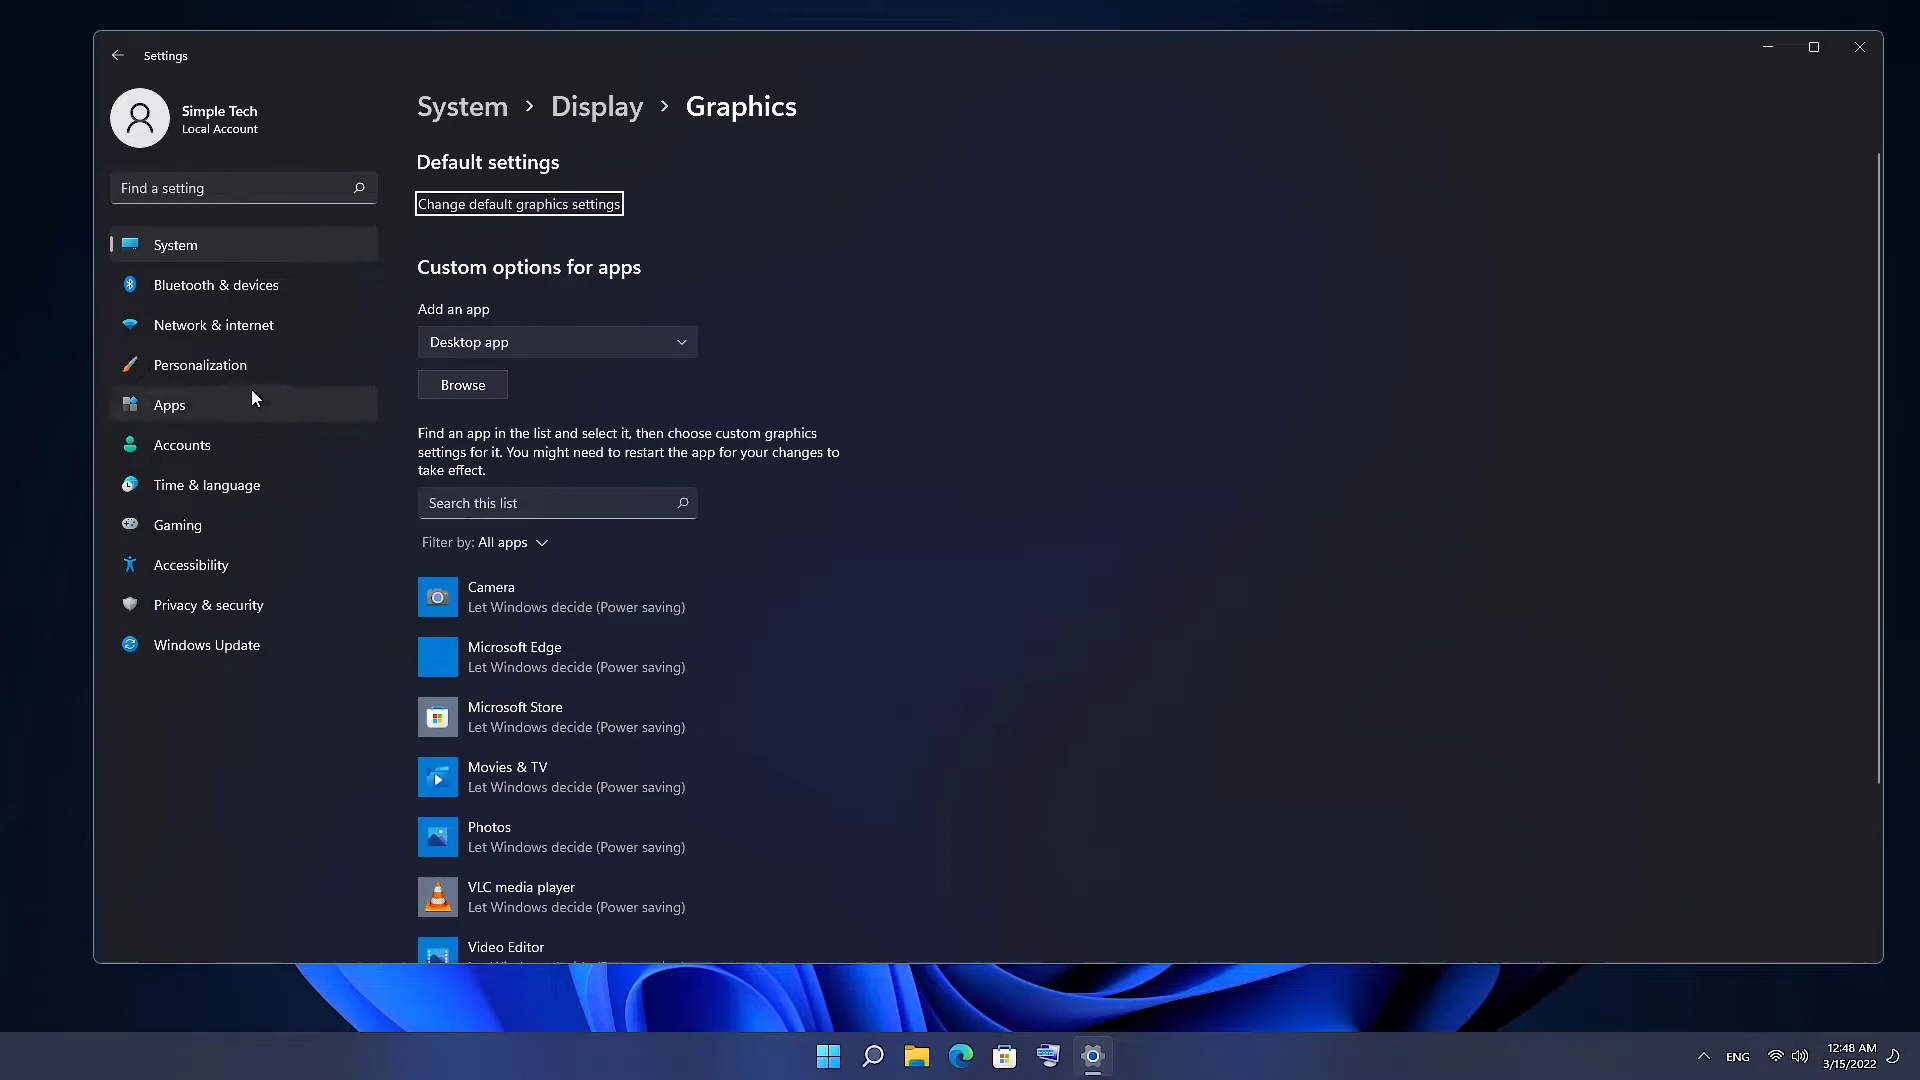 Settings
Simple Tech
Local Account
Find a setting
System
Bluetooth & devices
Network & internet
Personalization
Apps
Accounts
Time & language
Gaming
Accessibility
Privacy & security
Windows Update
System > Display > Graphics
Default settings
Change default graphics settings
Custom options for apps
Add an app
Desktop app
Browse
Find an app in the list and select it, then choose custom graphics
settings for it. You might need to restart the app for your changes to
take effect.
Search this list
Filter by: All apps
Camera
Let Windows decide (Power saving)
Microsoft Edge
Let Windows decide (Power saving)
Microsoft Store
Let Windows decide (Power saving)
Movies & TV
Let Windows decide (Power saving)
Photos
Let Windows decide (Power saving)
VLC media player
Let Windows decide (Power saving)
Video Editor
ENG
12:48 AM
3/15/2022